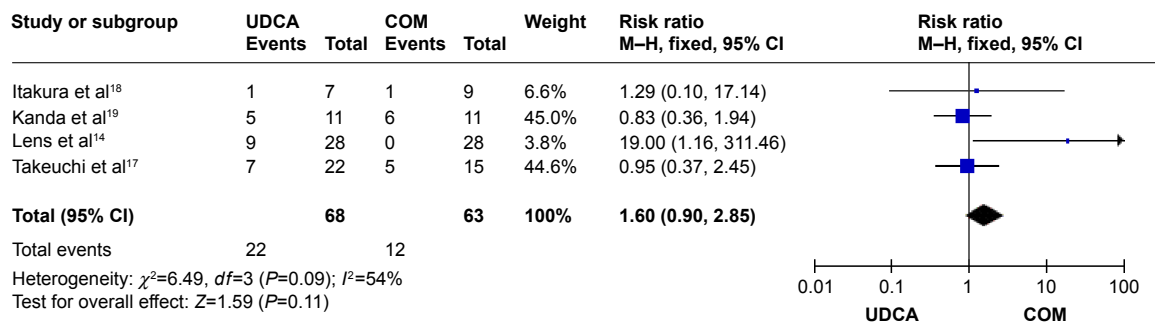 Study or subgroup UDCA COM Weight Risk ratio Risk ratio
Events Total Events Total M–H, fixed, 95% CI M–H, fixed, 95% CI
Itakura et al¹⁸ 1 7 1 9 6.6% 1.29 (0.10, 17.14)
Kanda et al¹⁹ 5 11 6 11 45.0% 0.83 (0.36, 1.94)
Lens et al¹⁴ 9 28 0 28 3.8% 19.00 (1.16, 311.46)
Takeuchi et al¹⁷ 7 22 5 15 44.6% 0.95 (0.37, 2.45)
Total (95% CI) 68 63 100% 1.60 (0.90, 2.85)
Total events 22 12
Heterogeneity: χ²=6.49, df=3 (P=0.09); I²=54%
Test for overall effect: Z=1.59 (P=0.11)
0.01 0.1 1 10 100
UDCA COM